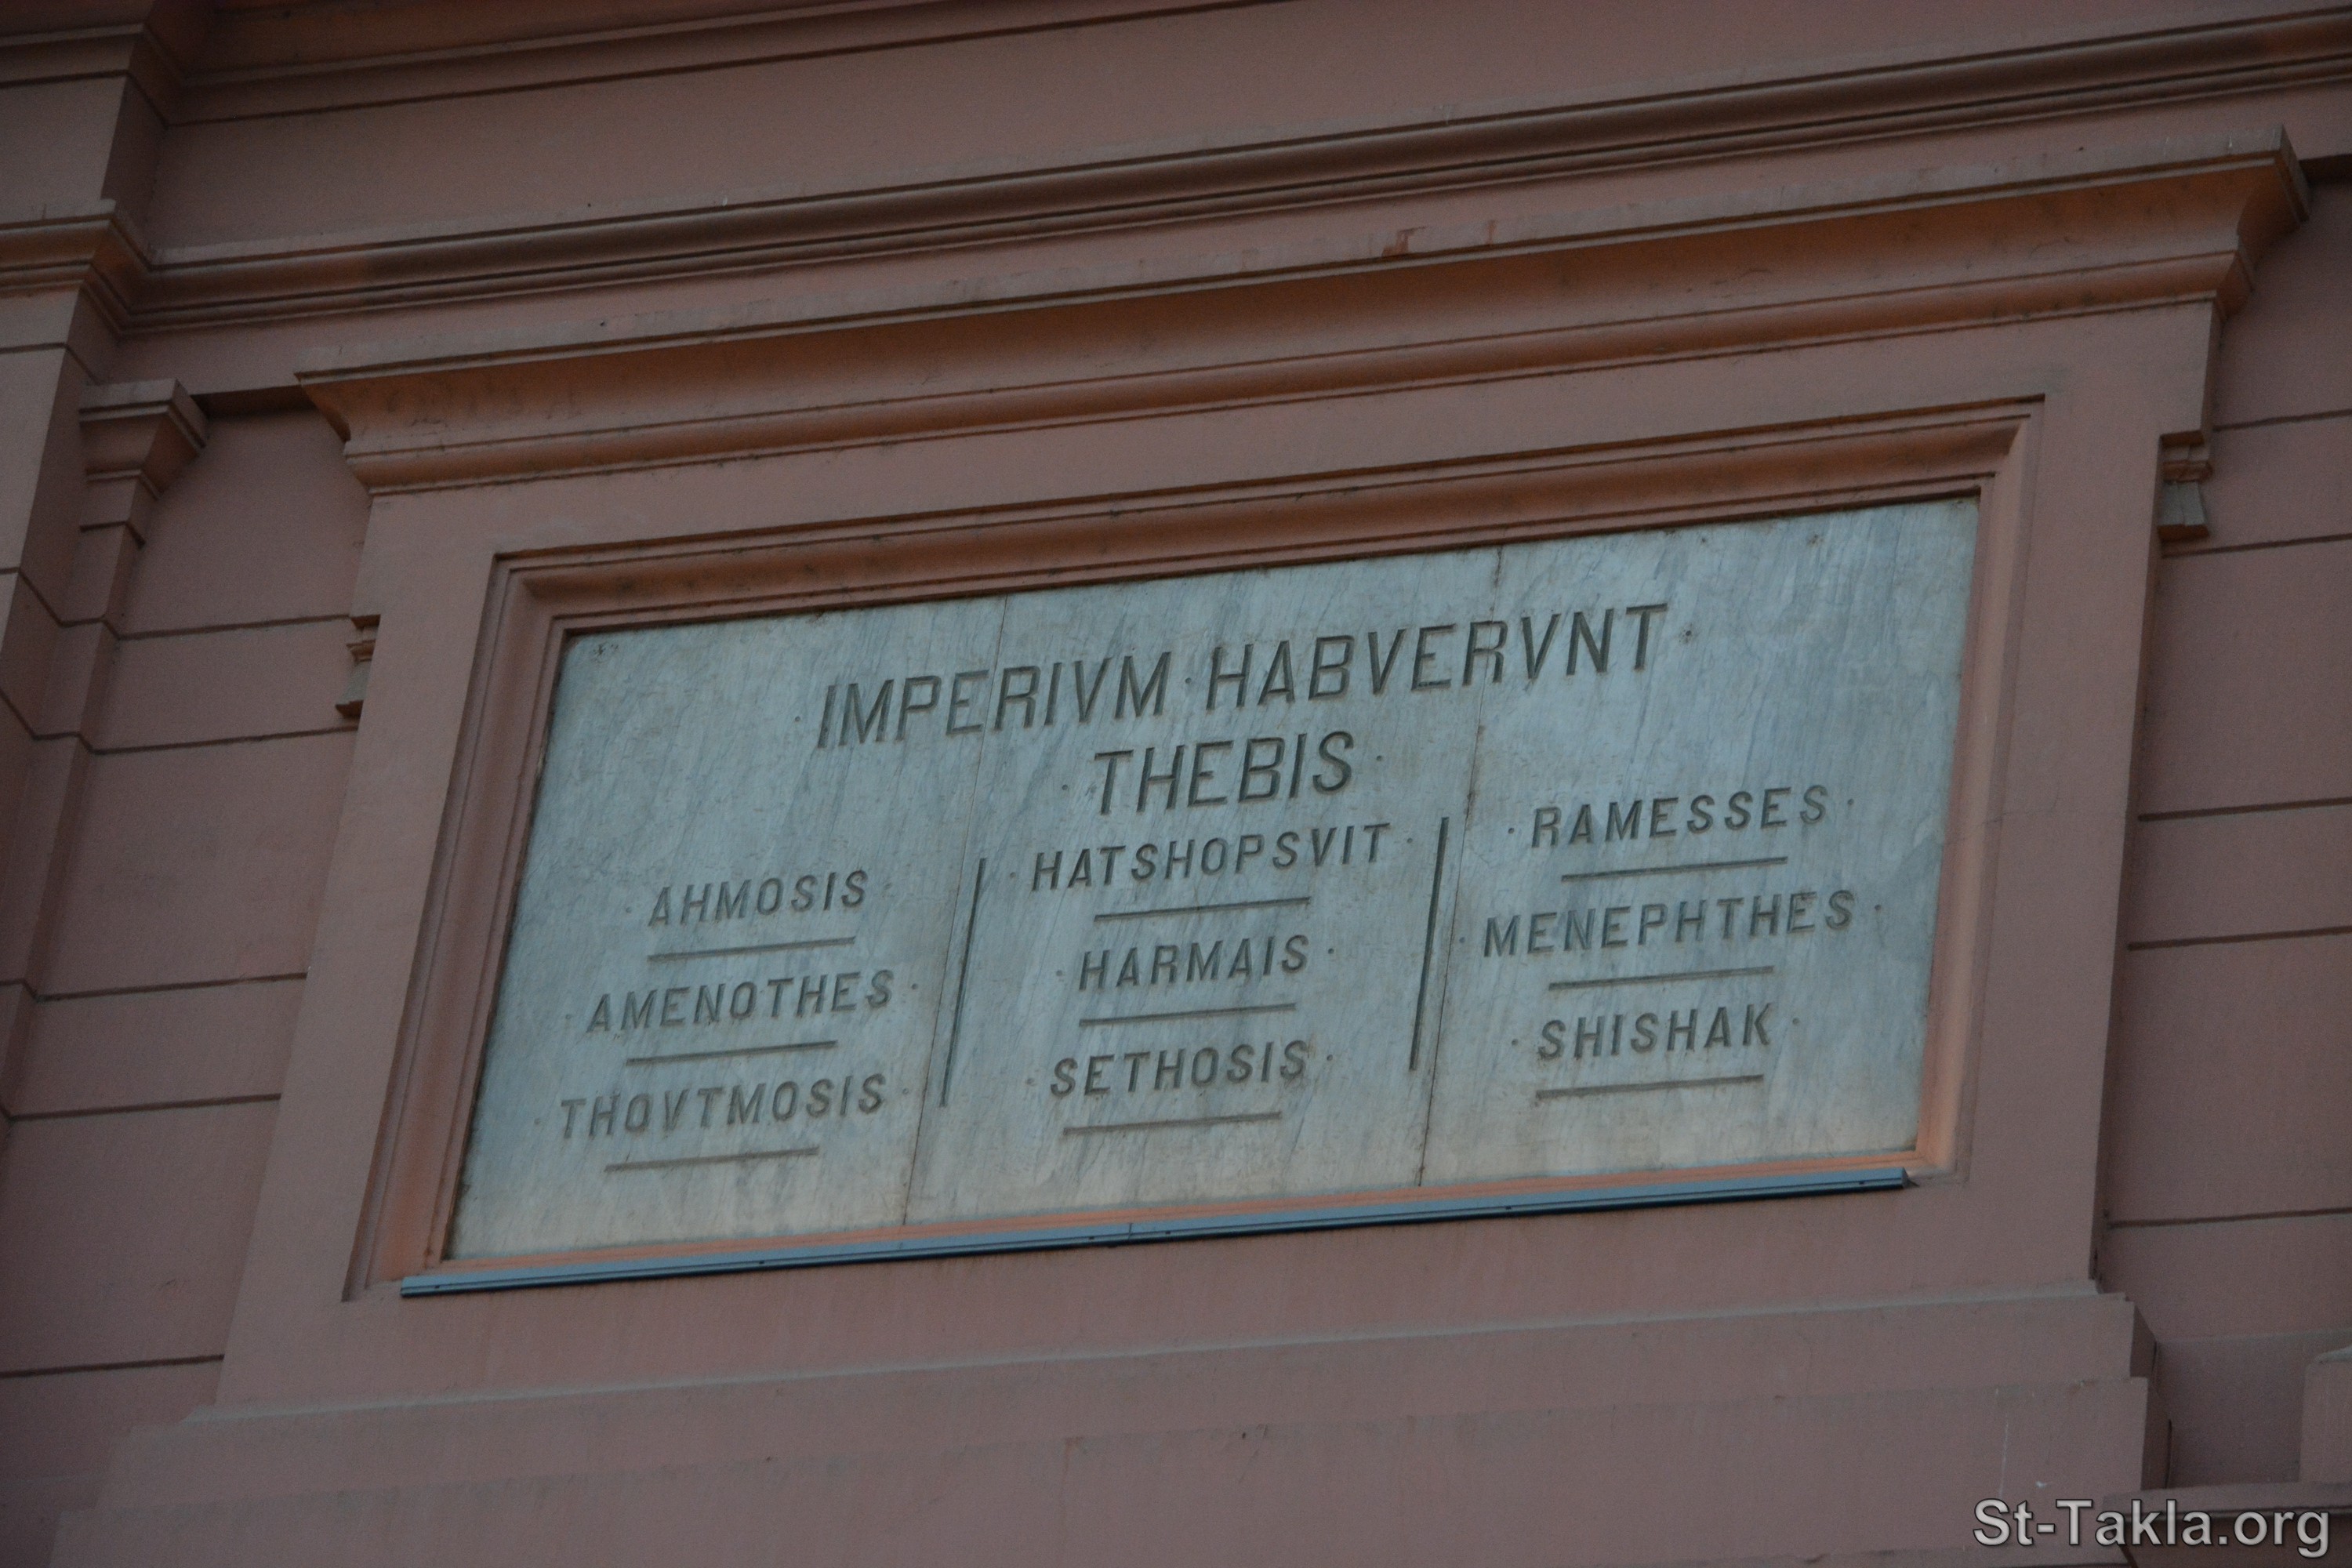 ·IMPERIVM·HABVERVNT·
·THEBIS·
·AHMOSIS·
·AMENOTHES·
·THOVTMOSIS·
·HATSHOPSVIT·
·HARMAIS·
·SETHOSIS·
·RAMESSES·
·MENEPHTHES·
·SHISHAK·
St-Takla.org